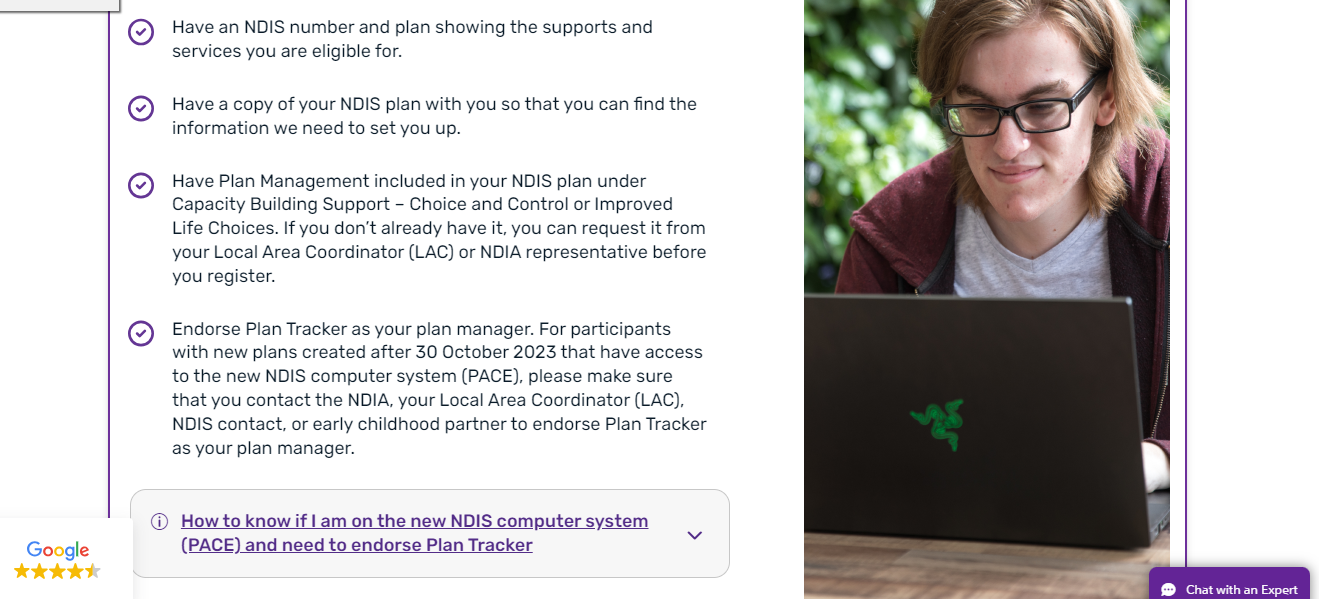 Have an NDIS number and plan showing the supports and
services you are eligible for.
Have a copy of your NDIS plan with you so that you can find the
information we need to set you up.
Have Plan Management included in your NDIS plan under
Capacity Building Support – Choice and Control or Improved
Life Choices. If you don't already have it, you can request it from
your Local Area Coordinator (LAC) or NDIA representative before
you register.
Endorse Plan Tracker as your plan manager. For participants
with new plans created after 30 October 2023 that have access
to the new NDIS computer system (PACE), please make sure
that you contact the NDIA, your Local Area Coordinator (LAC),
NDIS contact, or early childhood partner to endorse Plan Tracker
as your plan manager.
How to know if I am on the new NDIS computer system
(PACE) and need to endorse Plan Tracker
Google
Chat with an Expert